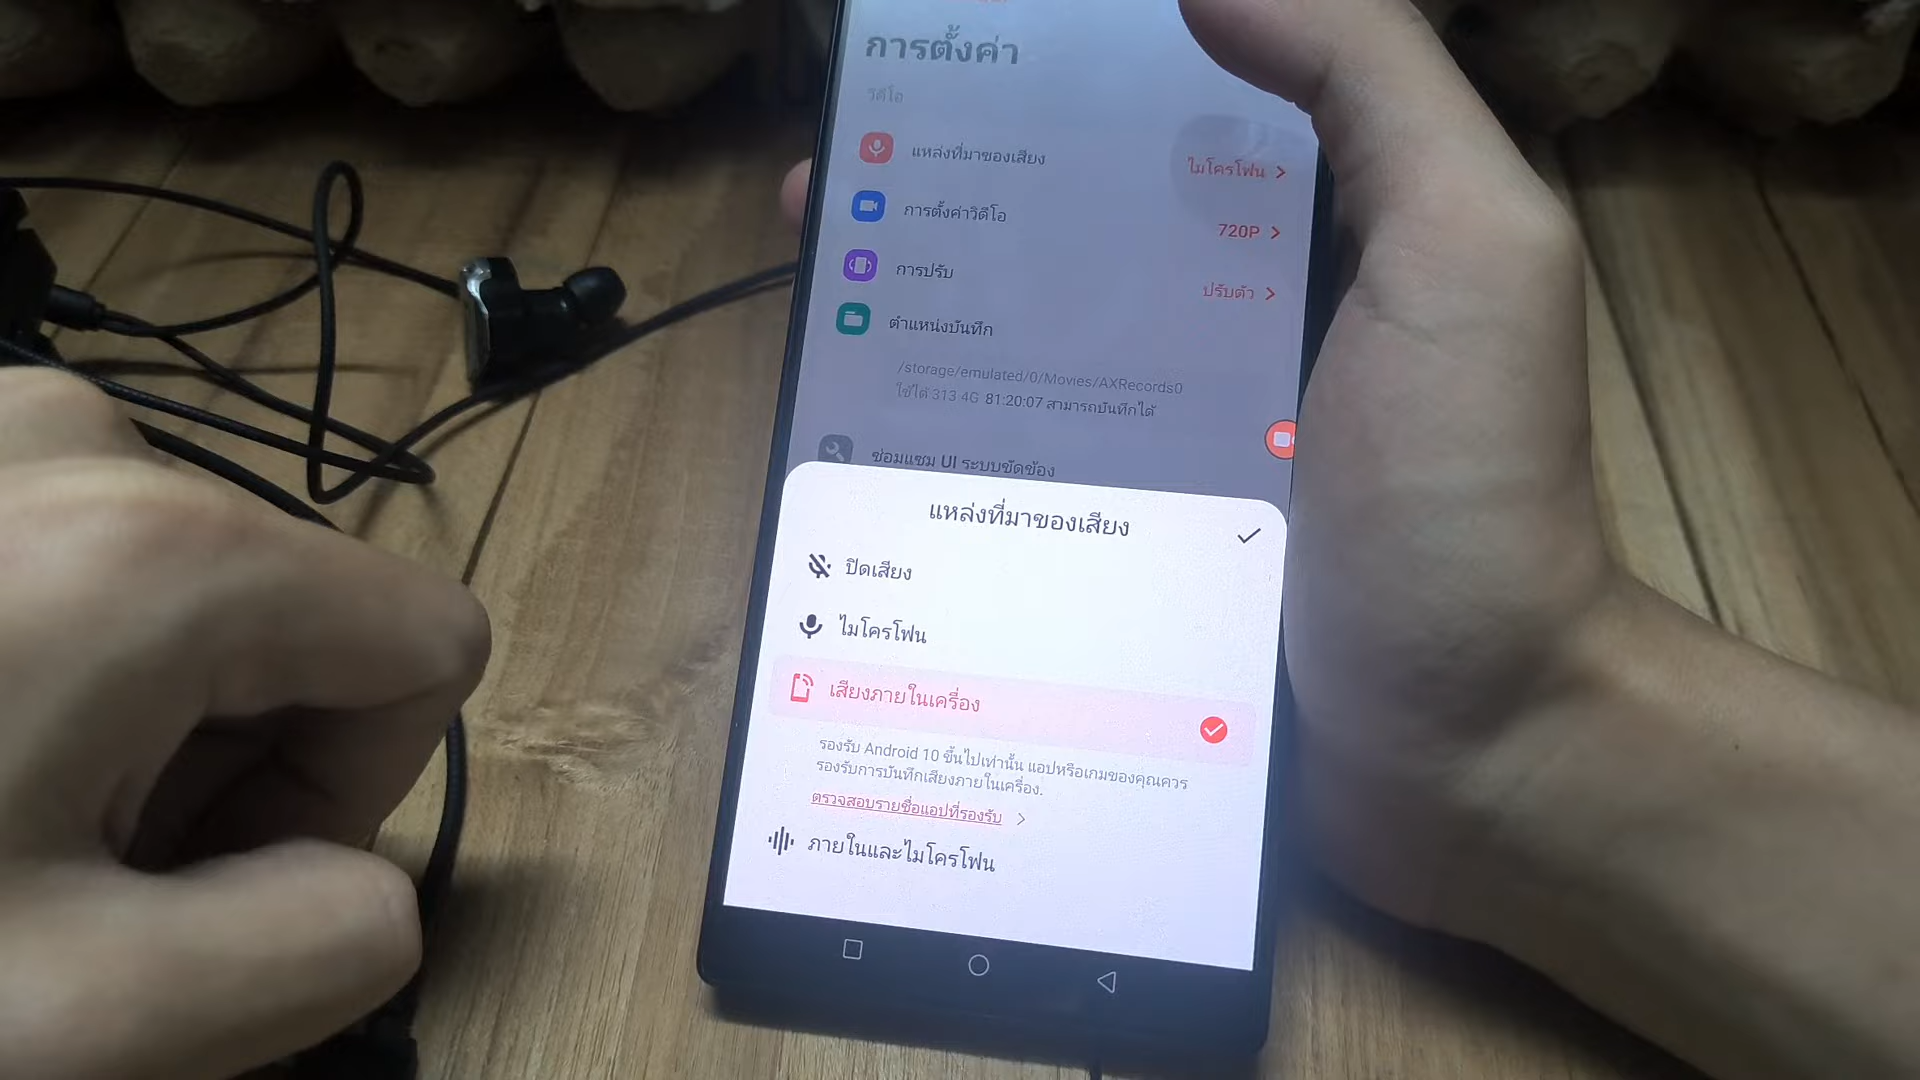 การตั้งค่า
วิดีโอ
แหล่งที่มาของเสียง
ไมโครโฟน
การตั้งค่าวิดีโอ
720P
การปรับ
ปรับตัว
ตำแหน่งบันทึก
/storage/emulated/0/Movies/AXRecords0
ใช้ได้ 313 4G 81:20:07 สามารถบันทึกได้
ซ่อมแซม UI ระบบขัดข้อง
แหล่งที่มาของเสียง
ปิดเสียง
ไมโครโฟน
เสียงภายในเครื่อง
รองรับ Android 10 ขึ้นไปเท่านั้น แอปหรือเกมของคุณควร
รองรับการบันทึกเสียงภายในเครื่อง.
ตรวจสอบรายชื่อแอปที่รองรับ
ภายในและไมโครโฟน